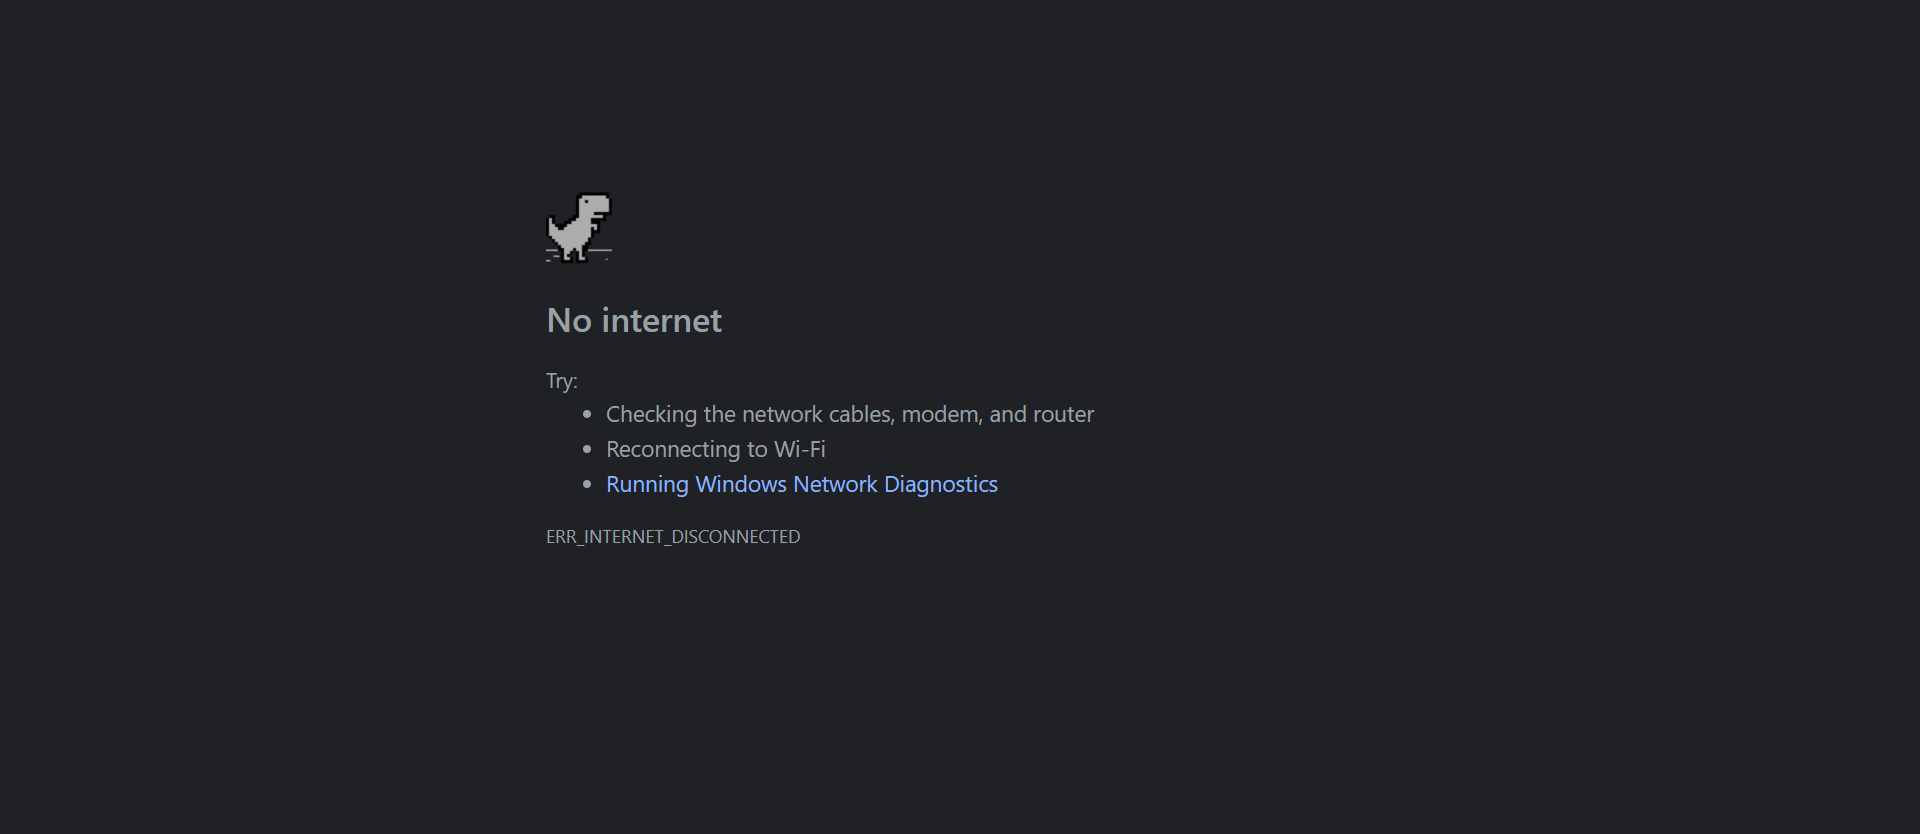 No internet
Try:
Checking the network cables, modem, and router
Reconnecting to Wi-Fi
Running Windows Network Diagnostics
ERR_INTERNET_DISCONNECTED